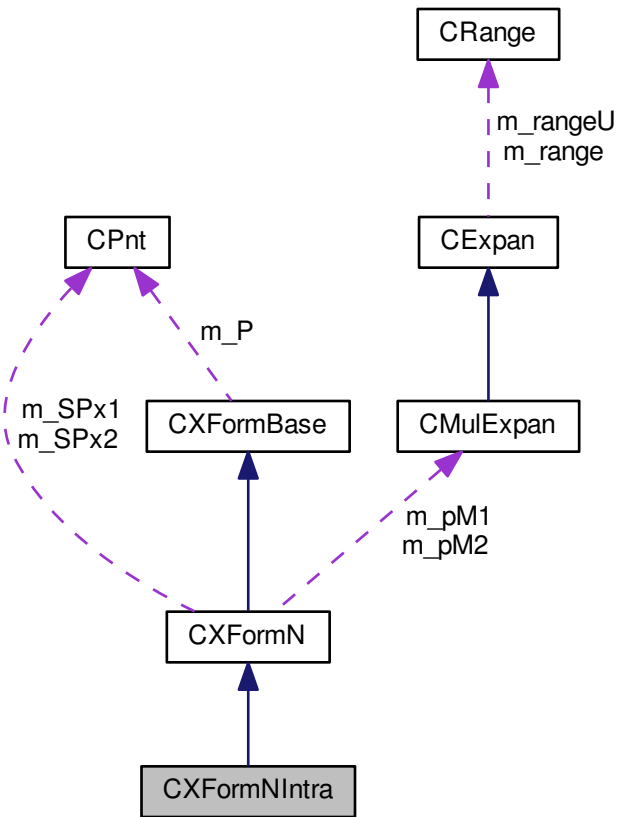 CRange
m_rangeU
m_range
CPnt
CExpan
m_P
m_SPx1
m_SPx2
CXFormBase
CMulExpan
m_pM1
m_pM2
CXFormN
CXFormNIntra